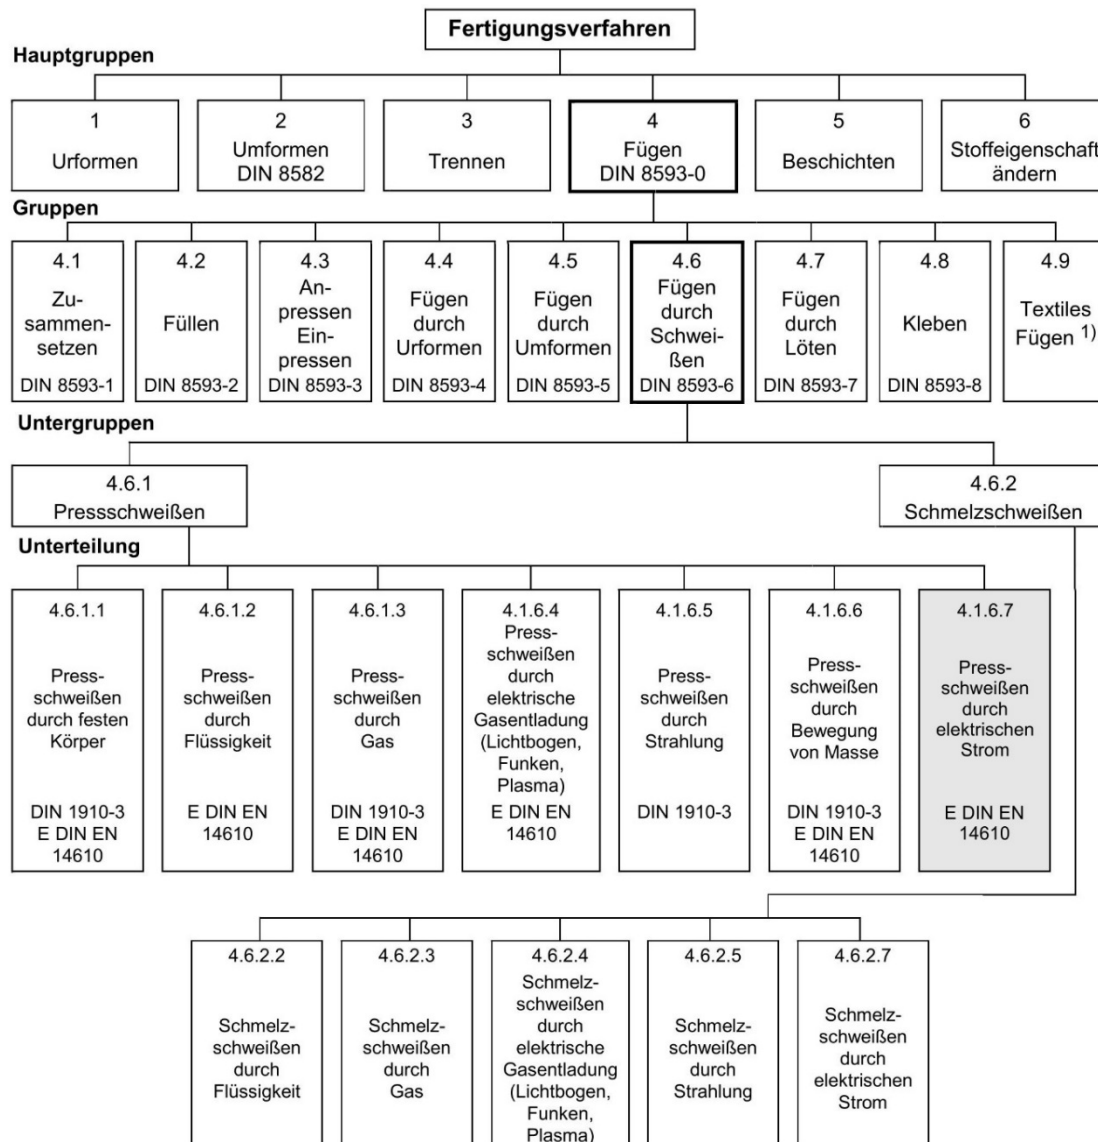 Fertigungsverfahren
Hauptgruppen
1
Urformen
2
Umformen
DIN 8582
3
Trennen
4
Fügen
DIN 8593-0
5
Beschichten
6
Stoffeigenschaft
ändern
Gruppen
4.1
Zu-
sammen-
setzen
DIN 8593-1
4.2
Füllen
DIN 8593-2
4.3
An-
pressen
Ein-
pressen
DIN 8593-3
4.4
Fügen
durch
Urformen
DIN 8593-4
4.5
Fügen
durch
Umformen
DIN 8593-5
4.6
Fügen
durch
Schwei-
ßen
DIN 8593-6
4.7
Fügen
durch
Löten
DIN 8593-7
4.8
Kleben
DIN 8593-8
4.9
Textiles
Fügen 1)
Untergruppen
4.6.1
Pressschweißen
4.6.2
Schmelzschweißen
Unterteilung
4.6.1.1
Press-
schweißen
durch festen
Körper
DIN 1910-3
E DIN EN
14610
4.6.1.2
Press-
schweißen
durch
Flüssigkeit
E DIN EN
14610
4.6.1.3
Press-
schweißen
durch
Gas
DIN 1910-3
E DIN EN
14610
4.1.6.4
Press-
schweißen
durch
elektrische
Gasentladung
(Lichtbogen,
Funken,
Plasma)
E DIN EN
14610
4.1.6.5
Press-
schweißen
durch
Strahlung
DIN 1910-3
4.1.6.6
Press-
schweißen
durch
Bewegung
von Masse
DIN 1910-3
E DIN EN
14610
4.1.6.7
Press-
schweißen
durch
elektrischen
Strom
E DIN EN
14610
4.6.2.2
Schmelz-
schweißen
durch
Flüssigkeit
4.6.2.3
Schmelz-
schweißen
durch
Gas
4.6.2.4
Schmelz-
schweißen
durch
elektrische
Gasentladung
(Lichtbogen,
Funken,
Plasma)
4.6.2.5
Schmelz-
schweißen
durch
Strahlung
4.6.2.7
Schmelz-
schweißen
durch
elektrischen
Strom